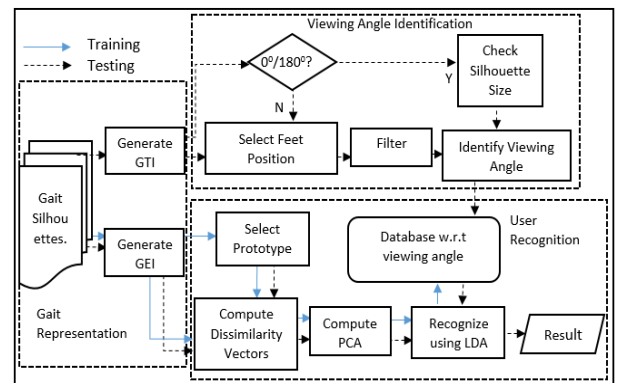 Viewing Angle Identification
Training
Testing
0⁰/180⁰?
Y
Check
Silhouette
Size
N
Generate
GTI
Select Feet
Position
Filter
Identify Viewing
Angle
Gait
Silhou
ettes.
Generate
GEI
Select
Prototype
Database w.r.t
viewing angle
User
Recognition
Gait
Representation
Compute
Dissimilarity
Vectors
Compute
PCA
Recognize
using LDA
Result